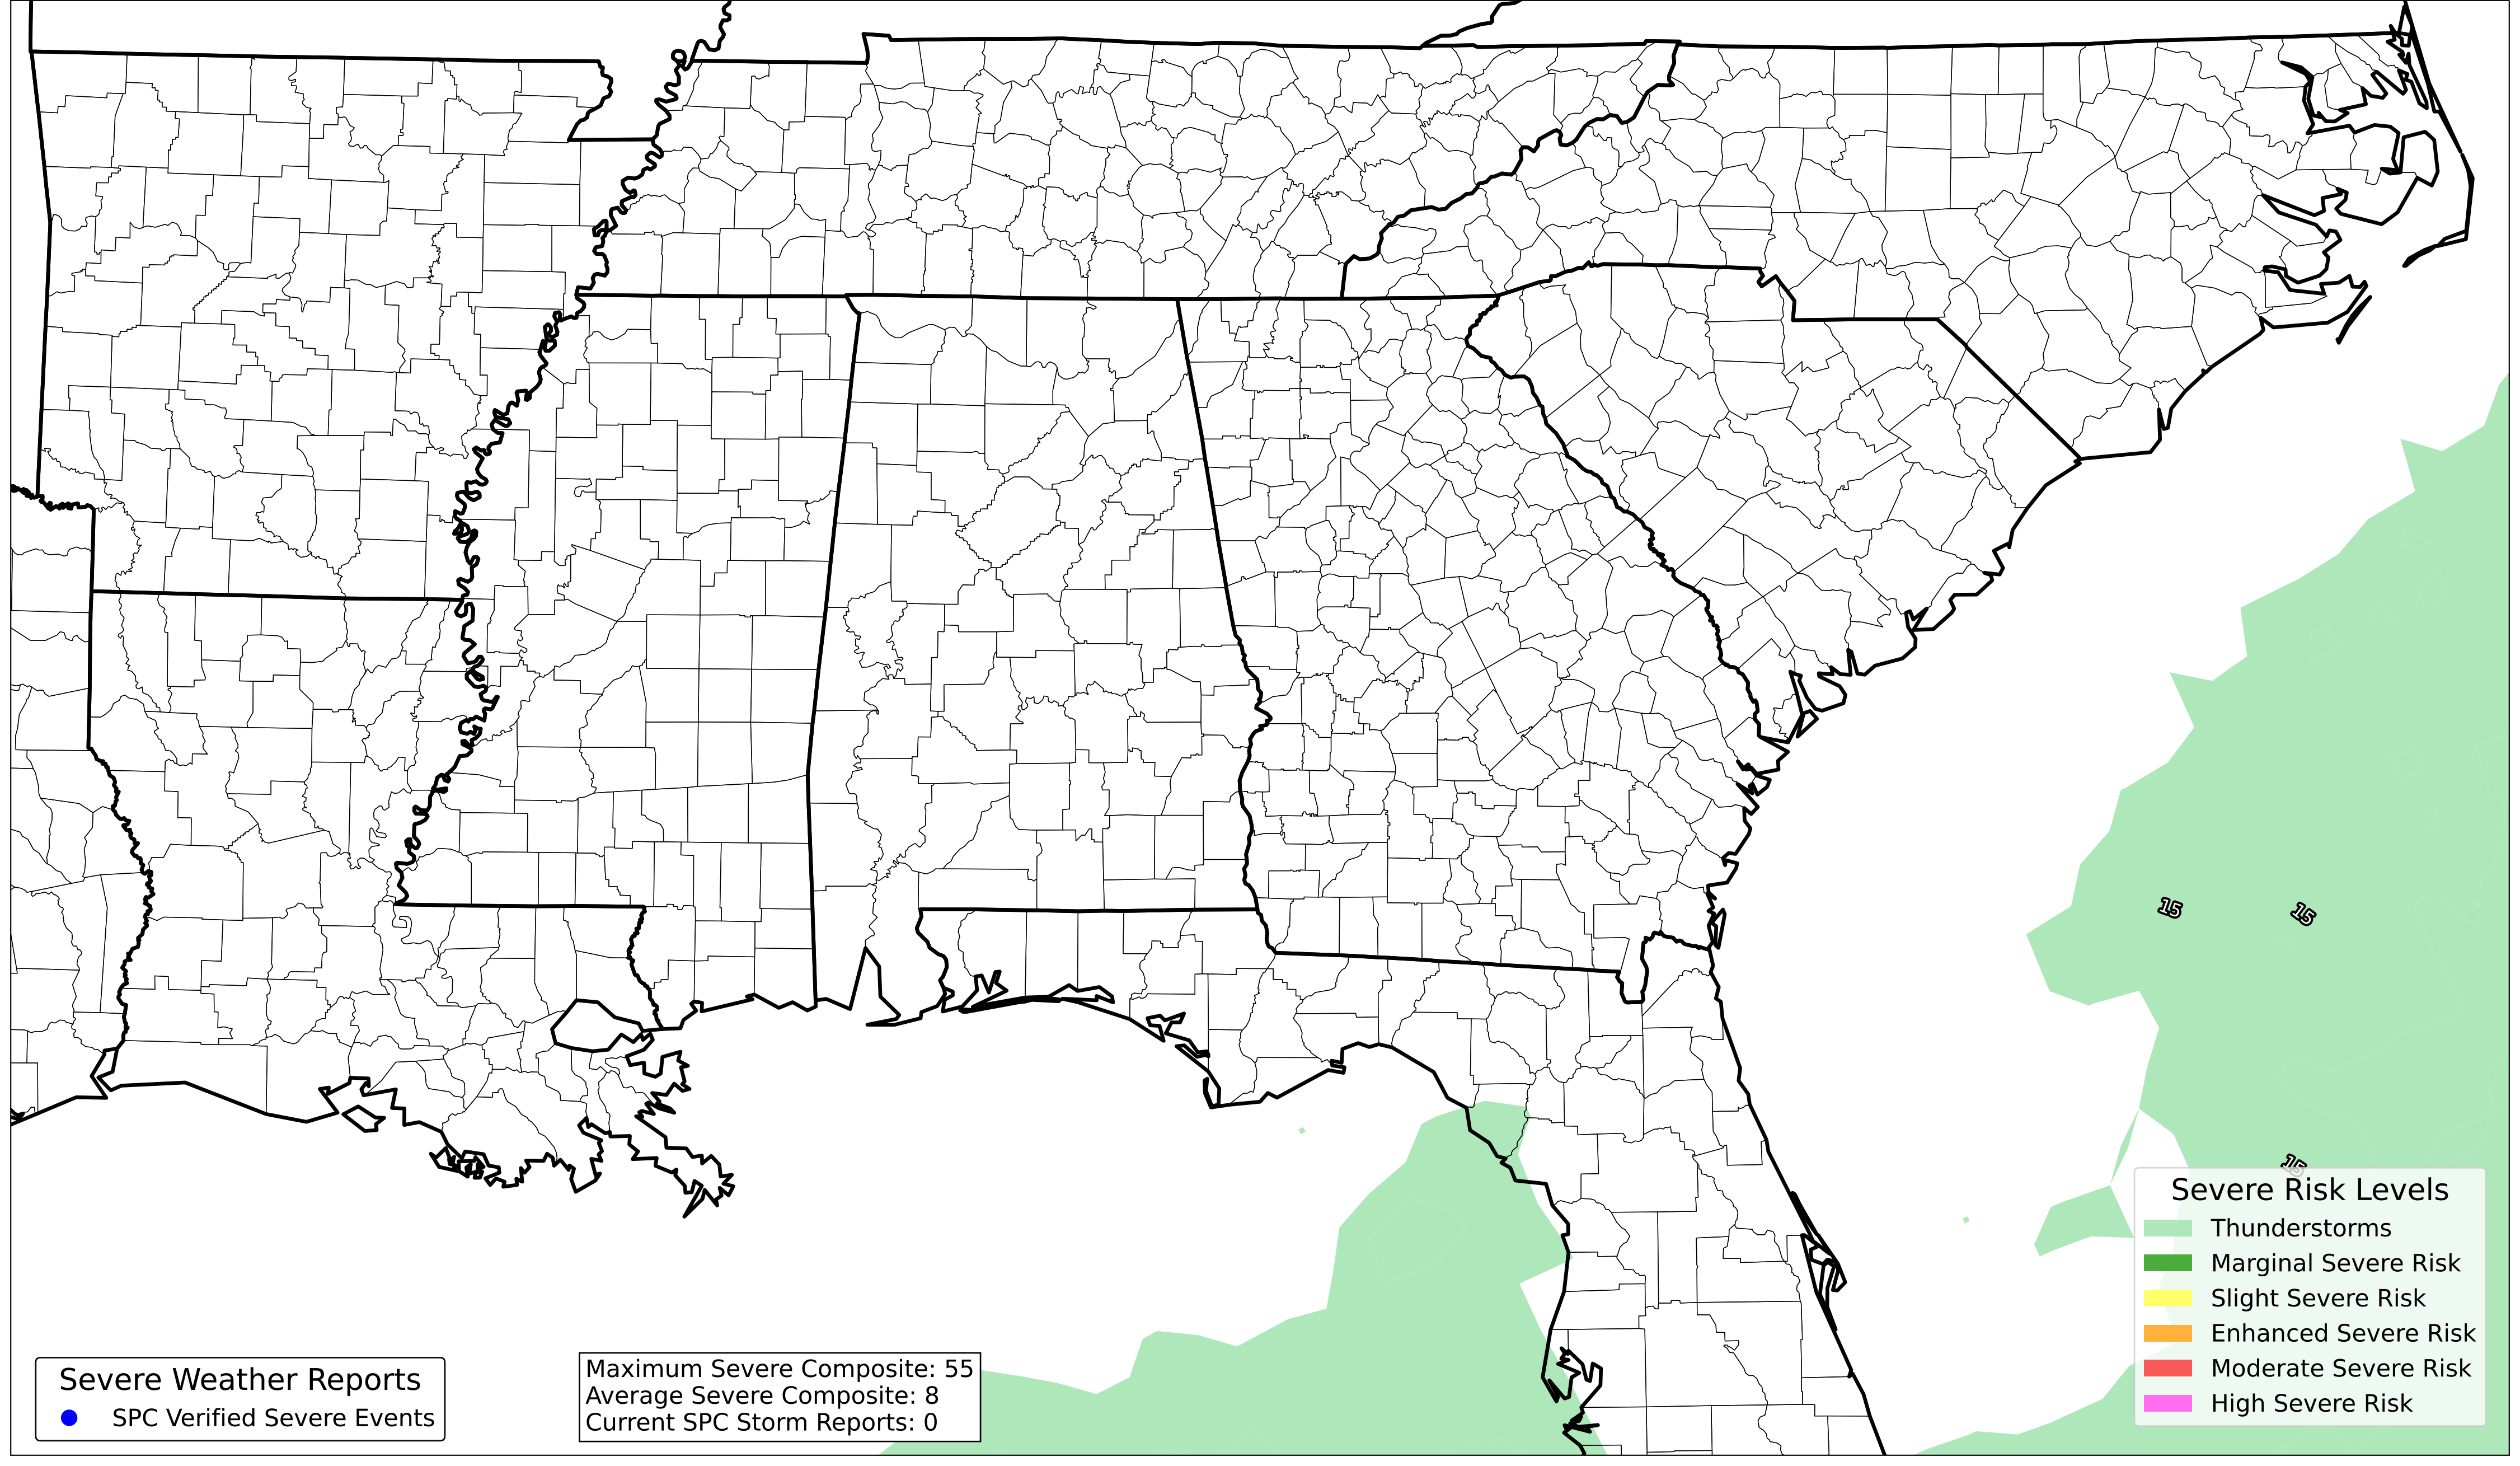 15
15
15
Severe Risk Levels
Thunderstorms
Marginal Severe Risk
Slight Severe Risk
Enhanced Severe Risk
Moderate Severe Risk
High Severe Risk
Severe Weather Reports
SPC Verified Severe Events
Maximum Severe Composite: 55
Average Severe Composite: 8
Current SPC Storm Reports: 0